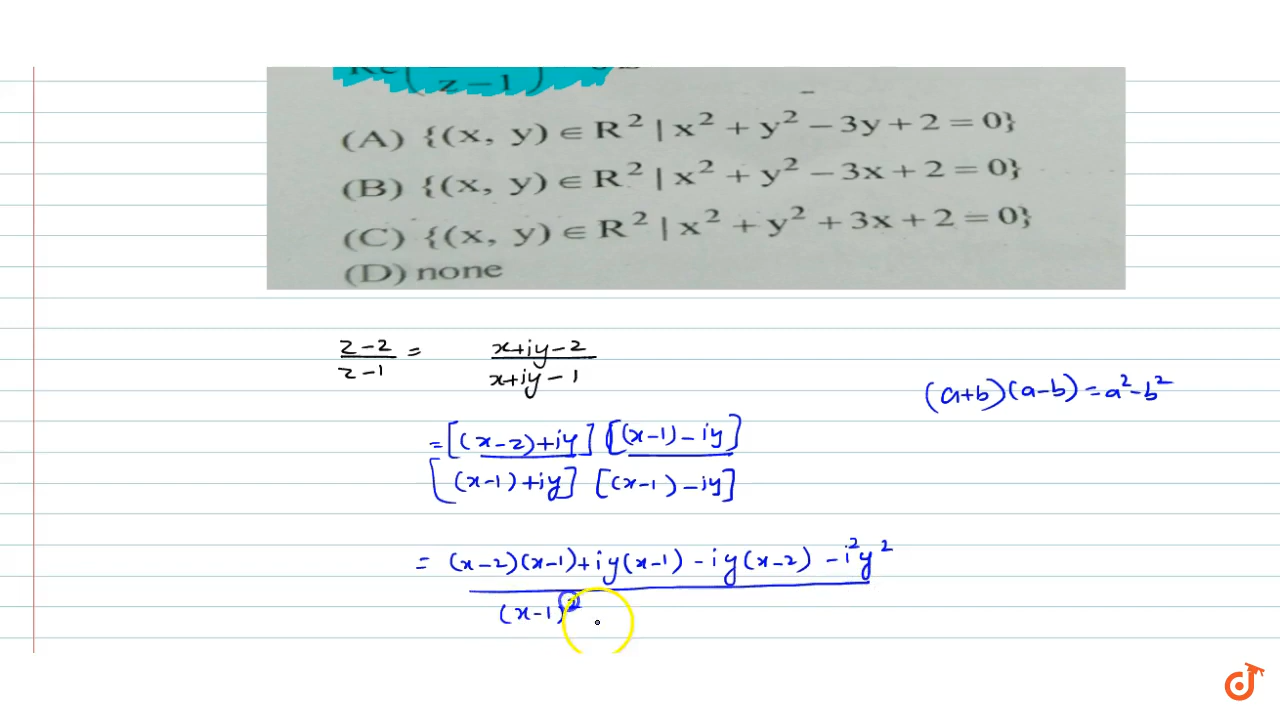 z – 1
(A) {(x, y) ∈ R² | x² + y² – 3y + 2 = 0}
(B) {(x, y) ∈ R² | x² + y² – 3x + 2 = 0}
(C) {(x, y) ∈ R² | x² + y² + 3x + 2 = 0}
(D) none
z-2 / z-1 = x+iy-2 / x+iy-1
(a+b)(a-b) = a²-b²
= [(x-2)+iy] [(x-1)-iy]
[(x-1)+iy] [(x-1)-iy]
= (x-2)(x-1)+iy(x-1) -iy(x-2) -i²y²
(x-1)²